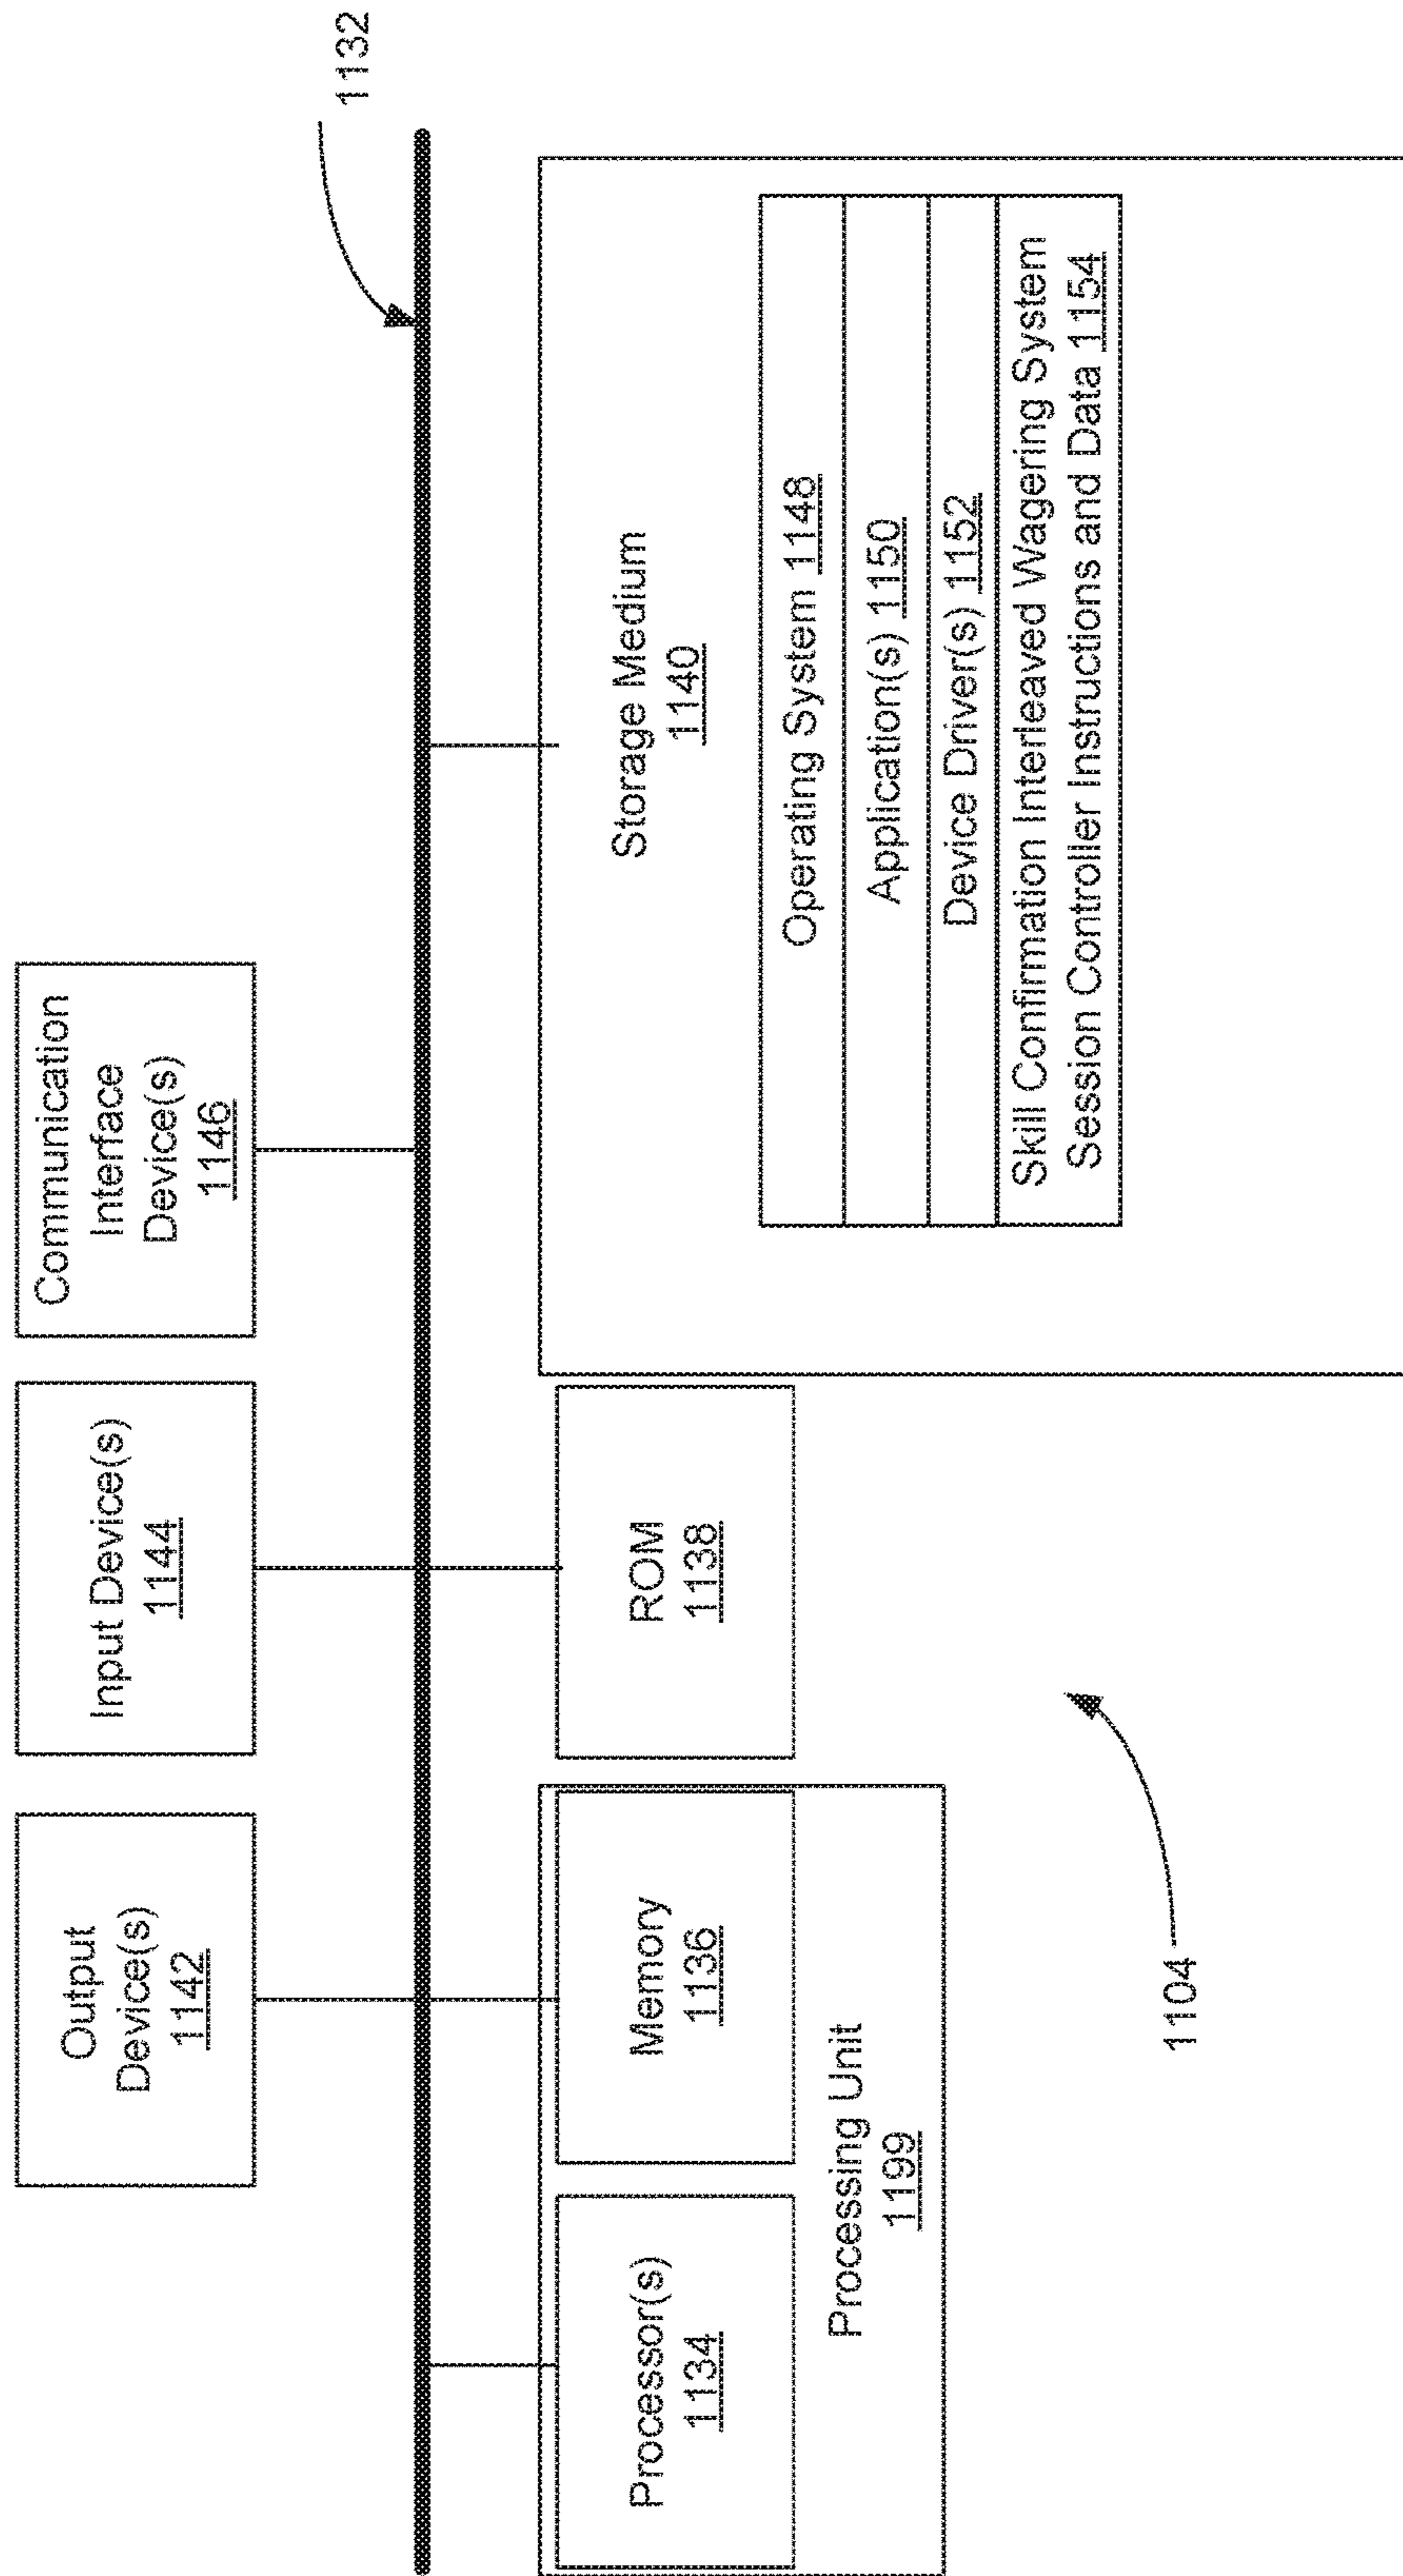 Output
Device(s)
1142
Input Device(s)
1144
Communication
Interface
Device(s)
1146
1132
Processor(s)
1134
Memory
1136
Processing Unit
1199
ROM
1138
Storage Medium
1140
Operating System 1148
Application(s) 1150
Device Driver(s) 1152
Skill Confirmation Interleaved Wagering System
Session Controller Instructions and Data 1154
1104